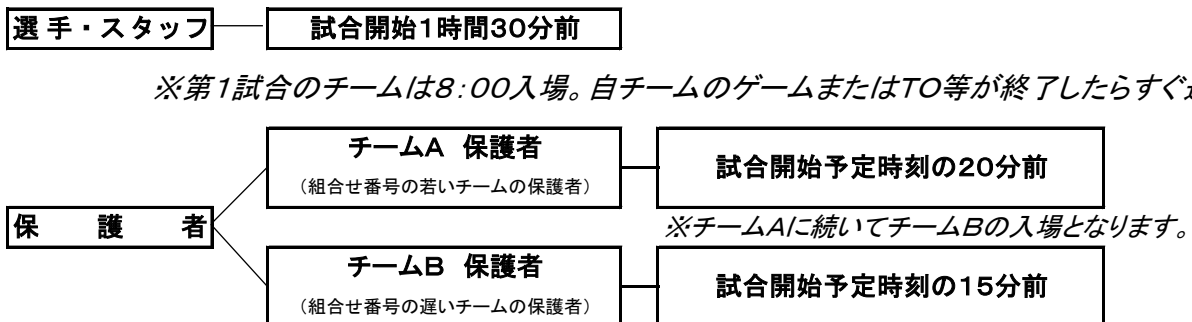 選手・スタッフ 試合開始1時間30分前
※第1試合のチームは8:00入場。自チームのゲームまたはTO等が終了したらすぐ
チームA 保護者
(組合せ番号の若いチームの保護者)
試合開始予定時刻の20分前
保護者
※チームAに続いてチームBの入場となります。
チームB 保護者
(組合せ番号の遅いチームの保護者)
試合開始予定時刻の15分前